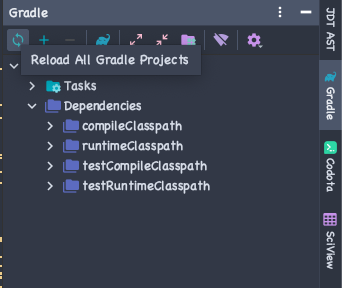 Gradle
Reload All Gradle Projects
Tasks
Dependencies
compileClasspath
runtimeClasspath
testCompileClasspath
testRuntimeClasspath
JDT AST
Gradle
Codota
SciView